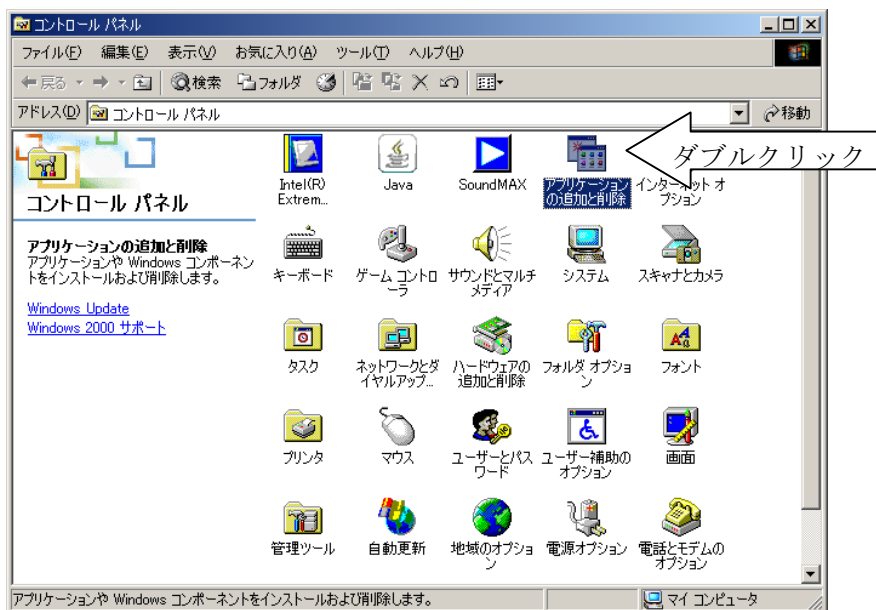 コントロール パネル
ファイル(F) 編集(E) 表示(V) お気に入り(A) ツール(T) ヘルプ(H)
戻る 検索 フォルダ
アドレス(D) コントロール パネル 移動
コントロール パネル
アプリケーションの追加と削除
アプリケーションや Windows コンポーネン
トをインストールおよび削除します。
Windows Update
Windows 2000 サポート
Intel(R)
Extrem...
Java
SoundMAX
アプリケーション
の追加と削除
インターネット オ
プション
ダブルクリック
キーボード
ゲーム コントロ
ーラ
サウンドとマルチ
メディア
システム
スキャナとカメラ
タスク
ネットワークとダ
イヤルアップ...
ハードウェアの
追加と削除
フォルダ オプショ
ン
フォント
プリンタ
マウス
ユーザーとパス
ワード
ユーザー補助の
オプション
画面
管理ツール
自動更新
地域のオプショ
ン
電源オプション
電話とモデムの
オプション
アプリケーションや Windows コンポーネントをインストールおよび削除します。
マイ コンピュータ